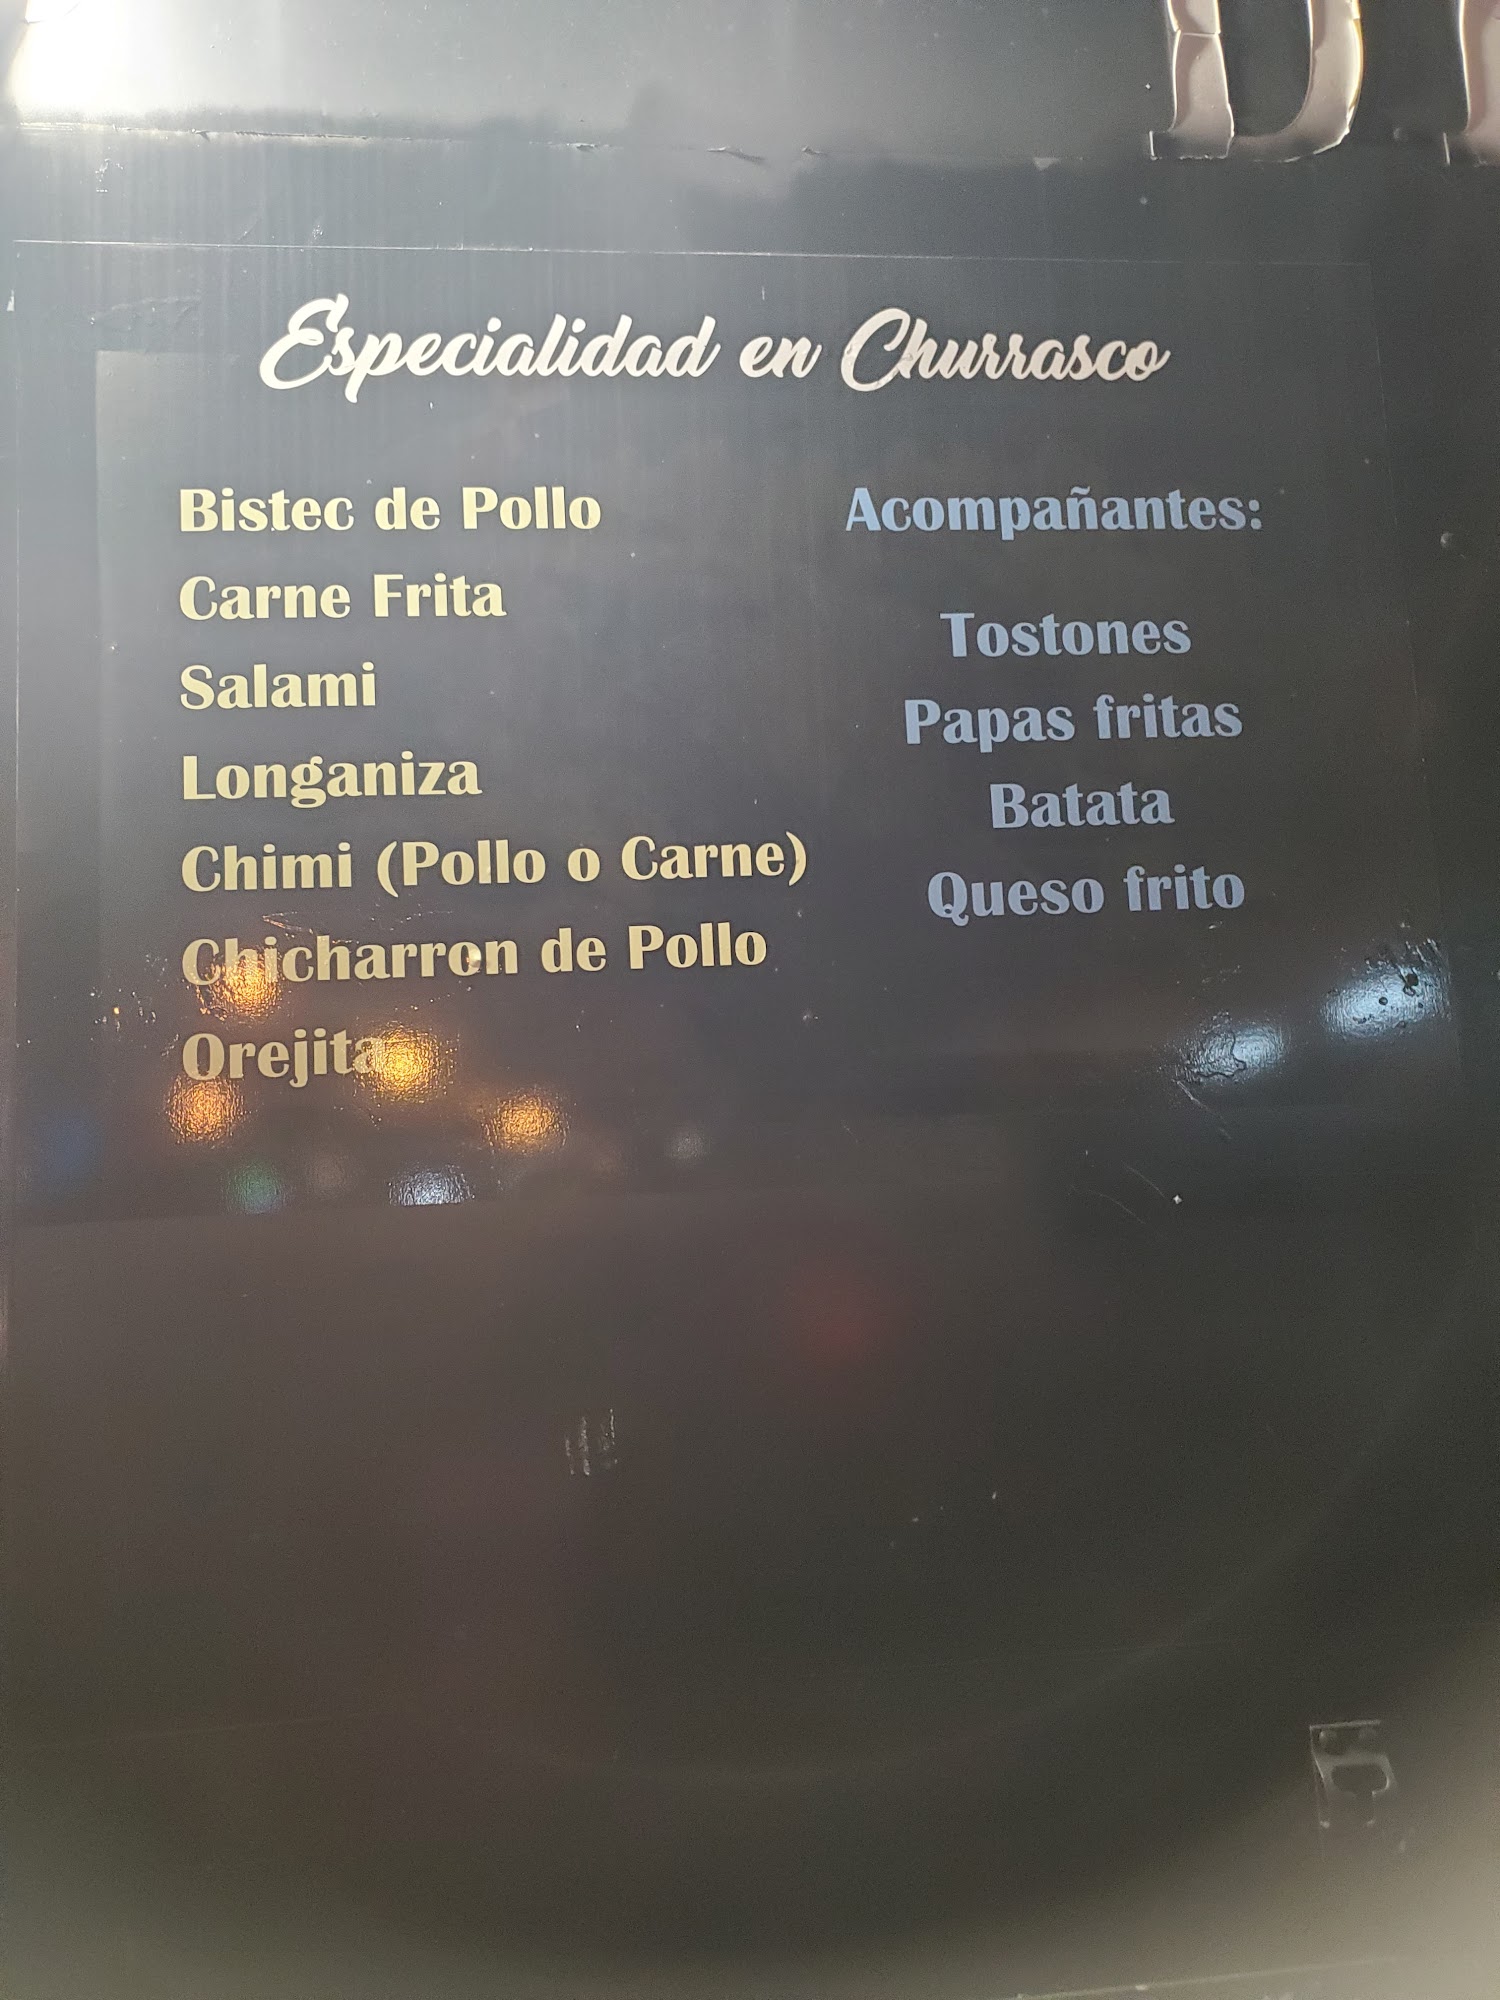 Especialidad en Churrasco
Bistec de Pollo
Carne Frita
Salami
Longaniza
Chimi (Pollo o Carne)
Chicharron de Pollo
Orejita
Acompañantes:
Tostones
Papas fritas
Batata
Queso frito